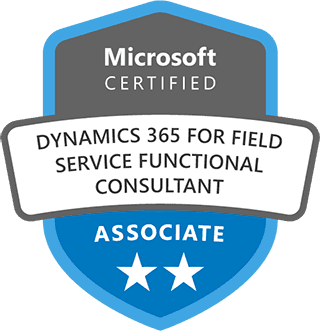 Microsoft
CERTIFIED
DYNAMICS 365 FOR FIELD
SERVICE FUNCTIONAL
CONSULTANT
ASSOCIATE